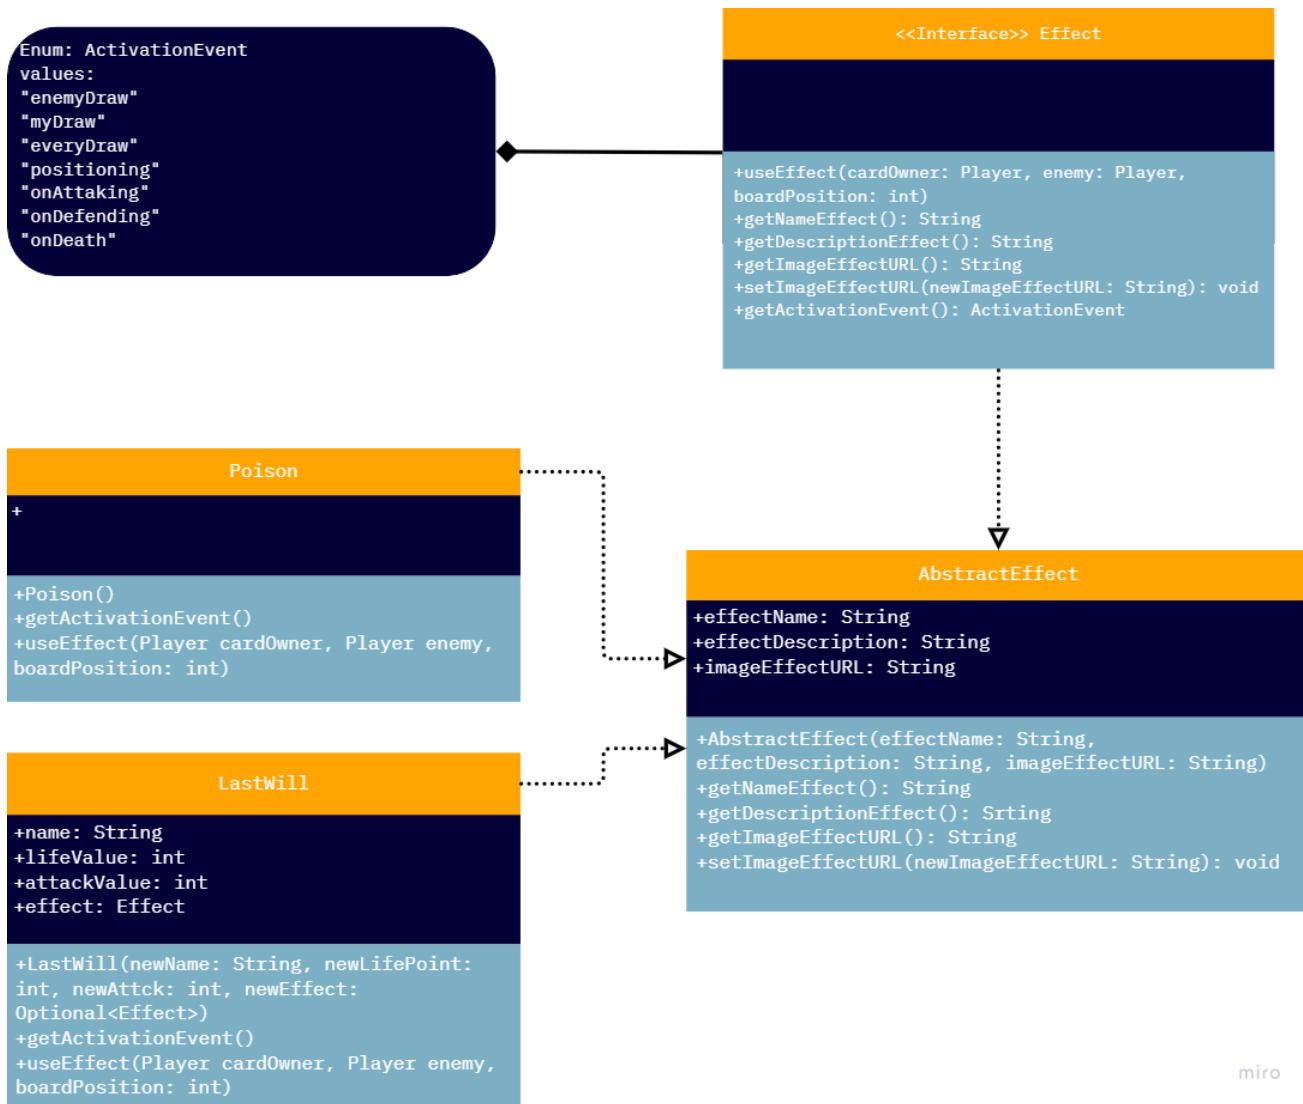 Enum: ActivationEvent
values:
"enemyDraw"
"myDraw"
"everyDraw"
"positioning"
"onAttaking"
"onDefending"
"onDeath"
<<Interface>> Effect
+useEffect(cardOwner: Player, enemy: Player,
boardPosition: int)
+getNameEffect(): String
+getDescriptionEffect(): String
+getImageEffectURL(): String
+setImageEffectURL(newImageEffectURL: String): void
+getActivationEvent(): ActivationEvent
Poison
+
+Poison()
+getActivationEvent()
+useEffect(Player cardOwner, Player enemy,
boardPosition: int)
AbstractEffect
+effectName: String
+effectDescription: String
+imageEffectURL: String
+AbstractEffect(effectName: String,
effectDescription: String, imageEffectURL: String)
+getNameEffect(): String
+getDescriptionEffect(): Srting
+getImageEffectURL(): String
+setImageEffectURL(newImageEffectURL: String): void
LastWill
+name: String
+lifeValue: int
+attackValue: int
+effect: Effect
+LastWill(newName: String, newLifePoint:
int, newAttck: int, newEffect:
Optional<Effect>)
+getActivationEvent()
+useEffect(Player cardOwner, Player enemy,
boardPosition: int)
miro